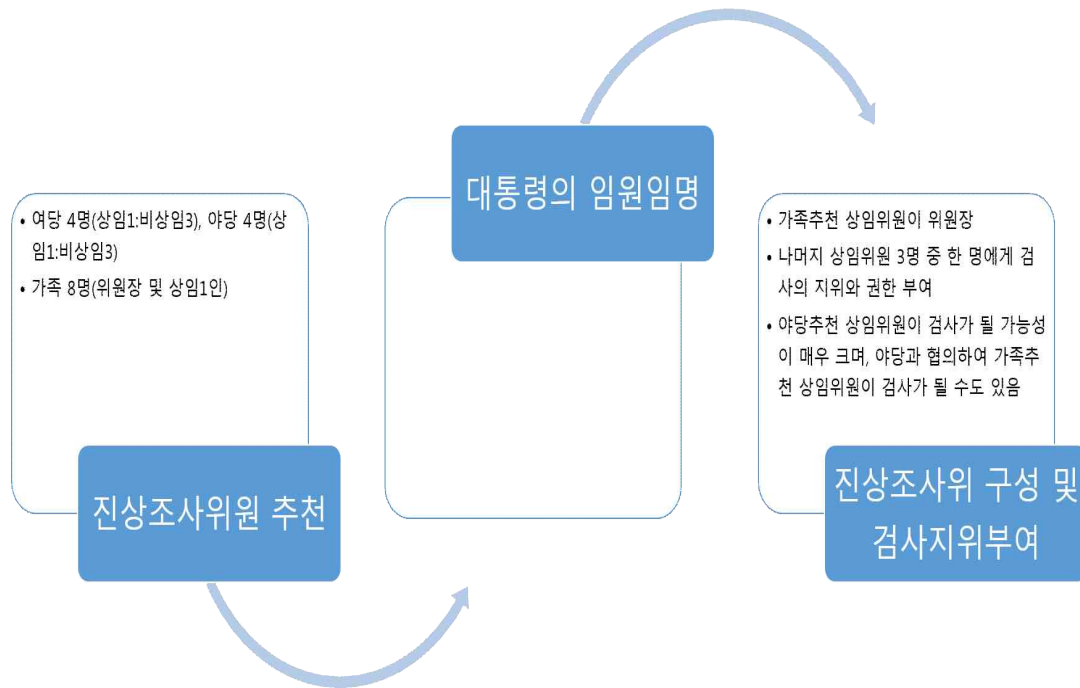 • 여당 4명(상임1:비상임3), 야당 4명(상
임1:비상임3)
• 가족 8명(위원장 및 상임1인)
진상조사위원 추천
대통령의 임원임명
• 가족추천 상임위원이 위원장
• 나머지 상임위원 3명 중 한 명에게 검
사의 지위와 권한 부여
• 야당추천 상임위원이 검사가 될 가능성
이 매우 크며, 야당과 협의하여 가족추
천 상임위원이 검사가 될 수도 있음
진상조사위 구성 및
검사지위부여